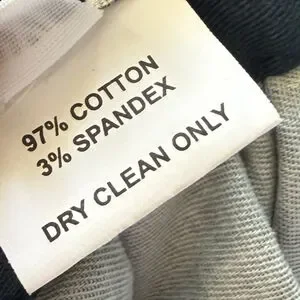 97% COTTON
3% SPANDEX
DRY CLEAN ONLY